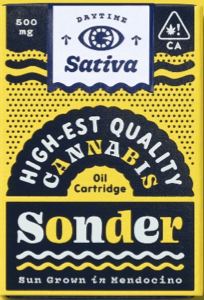 DAYTIME
500
mg
Sativa
CA
HIGH-EST QUALITY
CANNABIS
Oil
Cartridge
Sonder
Sun Grown in Mendocino